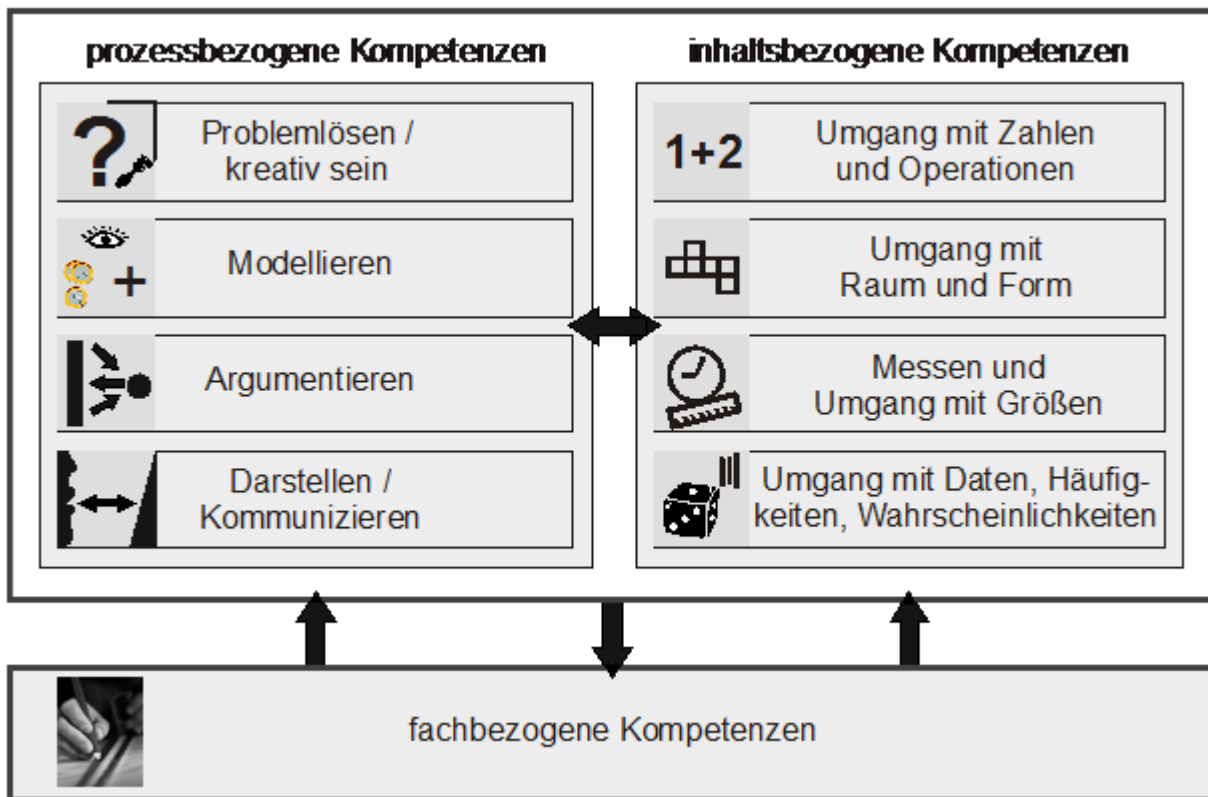 prozessbezogene Kompetenzen
Problemlösen /
kreativ sein
Modellieren
Argumentieren
Darstellen /
Kommunizieren
inhaltsbezogene Kompetenzen
1+2
Umgang mit Zahlen
und Operationen
Umgang mit
Raum und Form
Messen und
Umgang mit Größen
Umgang mit Daten, Häufig-
keiten, Wahrscheinlichkeiten
fachbezogene Kompetenzen